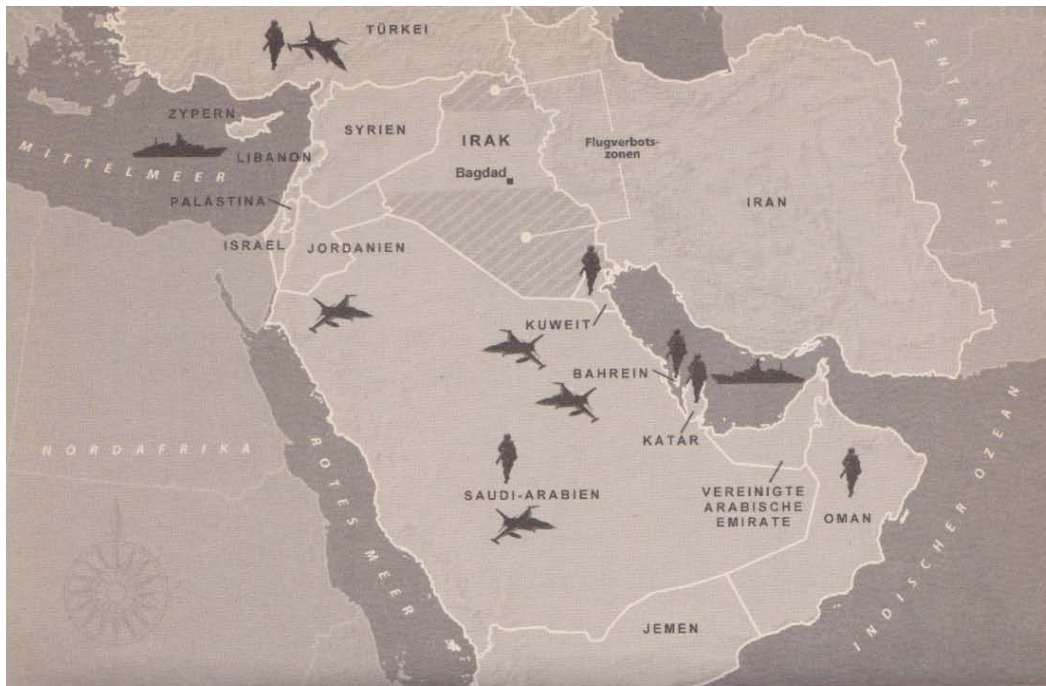 TÜRKEI
ZENTRALASIEN
ZYPERN
SYRIEN
IRAK
Flugverbots-
zonen
MITTELMEER
LIBANON
Bagdad
PALASTINA
IRAN
ISRAEL
JORDANIEN
KUWEIT
BAHREIN
KATAR
NORDAFRIKA
ROTES MEER
SAUDI-ARABIEN
VEREINIGTE
ARABISCHE
EMIRATE
OMAN
INDISCHER OZEAN
JEMEN